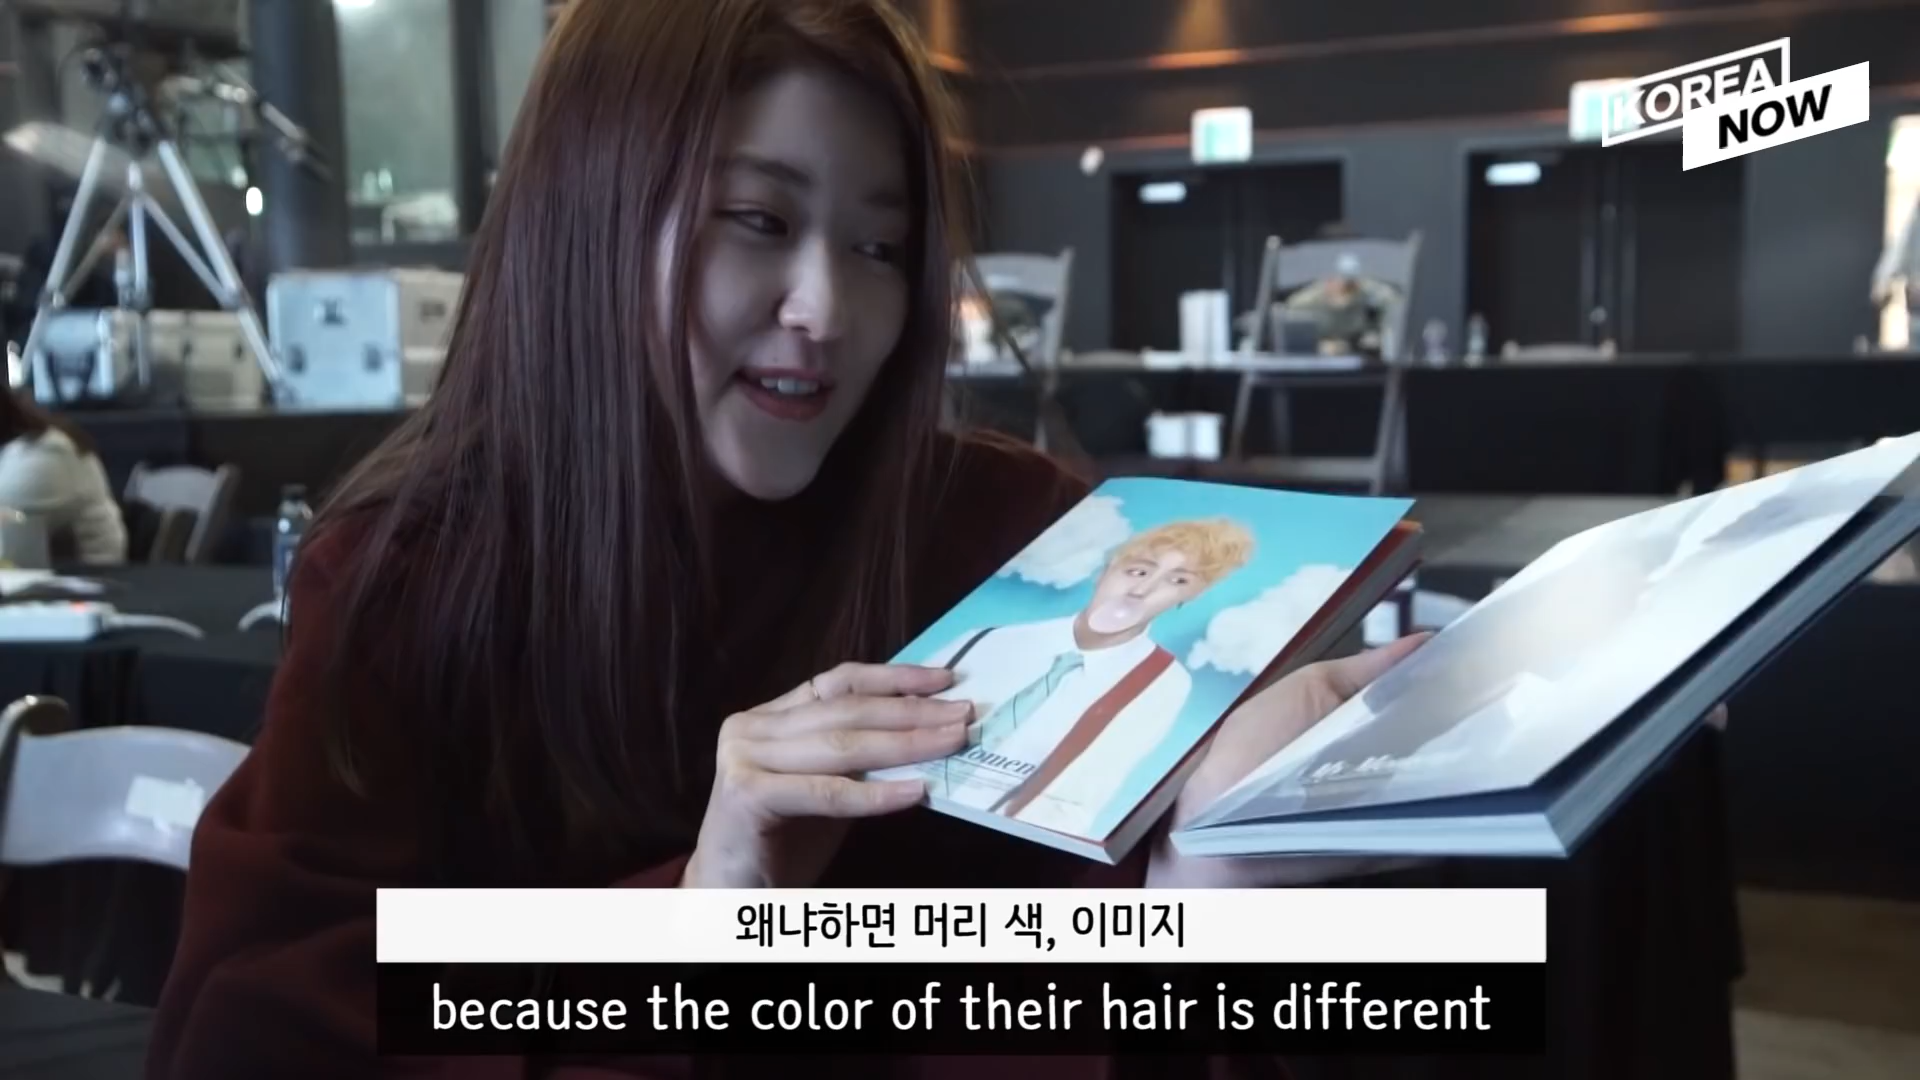 KOREA
NOW
왜냐하면 머리 색, 이미지
because the color of their hair is different